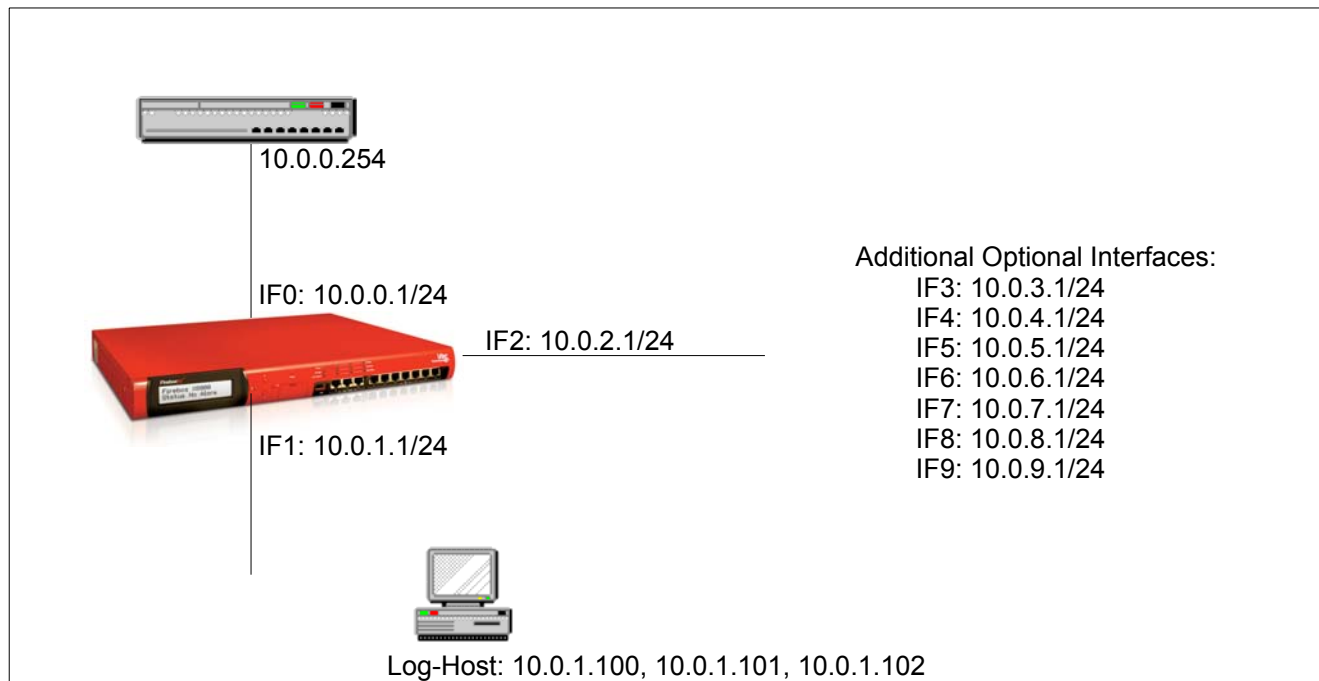 10.0.0.254
IF0: 10.0.0.1/24
IF2: 10.0.2.1/24
IF1: 10.0.1.1/24
Additional Optional Interfaces:
IF3: 10.0.3.1/24
IF4: 10.0.4.1/24
IF5: 10.0.5.1/24
IF6: 10.0.6.1/24
IF7: 10.0.7.1/24
IF8: 10.0.8.1/24
IF9: 10.0.9.1/24
Log-Host: 10.0.1.100, 10.0.1.101, 10.0.1.102